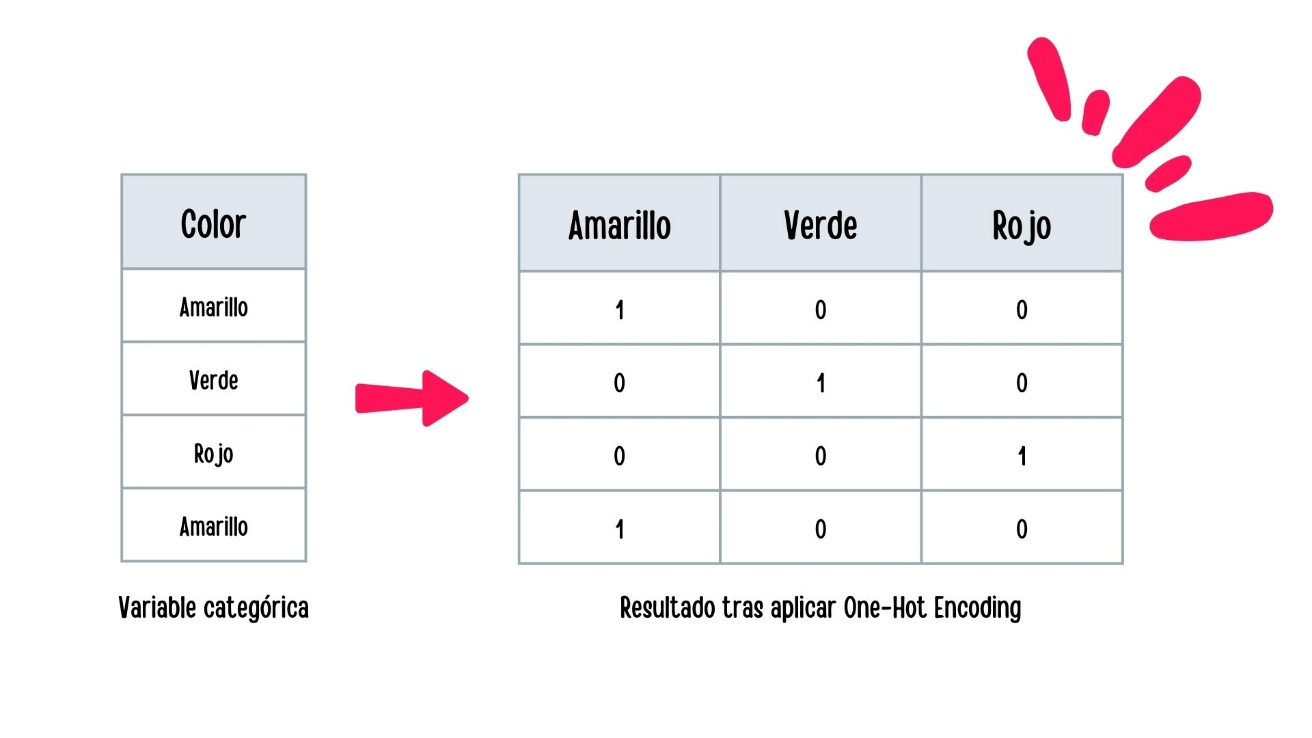 Color
Amarillo
Verde
Rojo
Amarillo
Variable categórica
Amarillo Verde Rojo
1 0 0
0 1 0
0 0 1
1 0 0
Resultado tras aplicar One-Hot Encoding